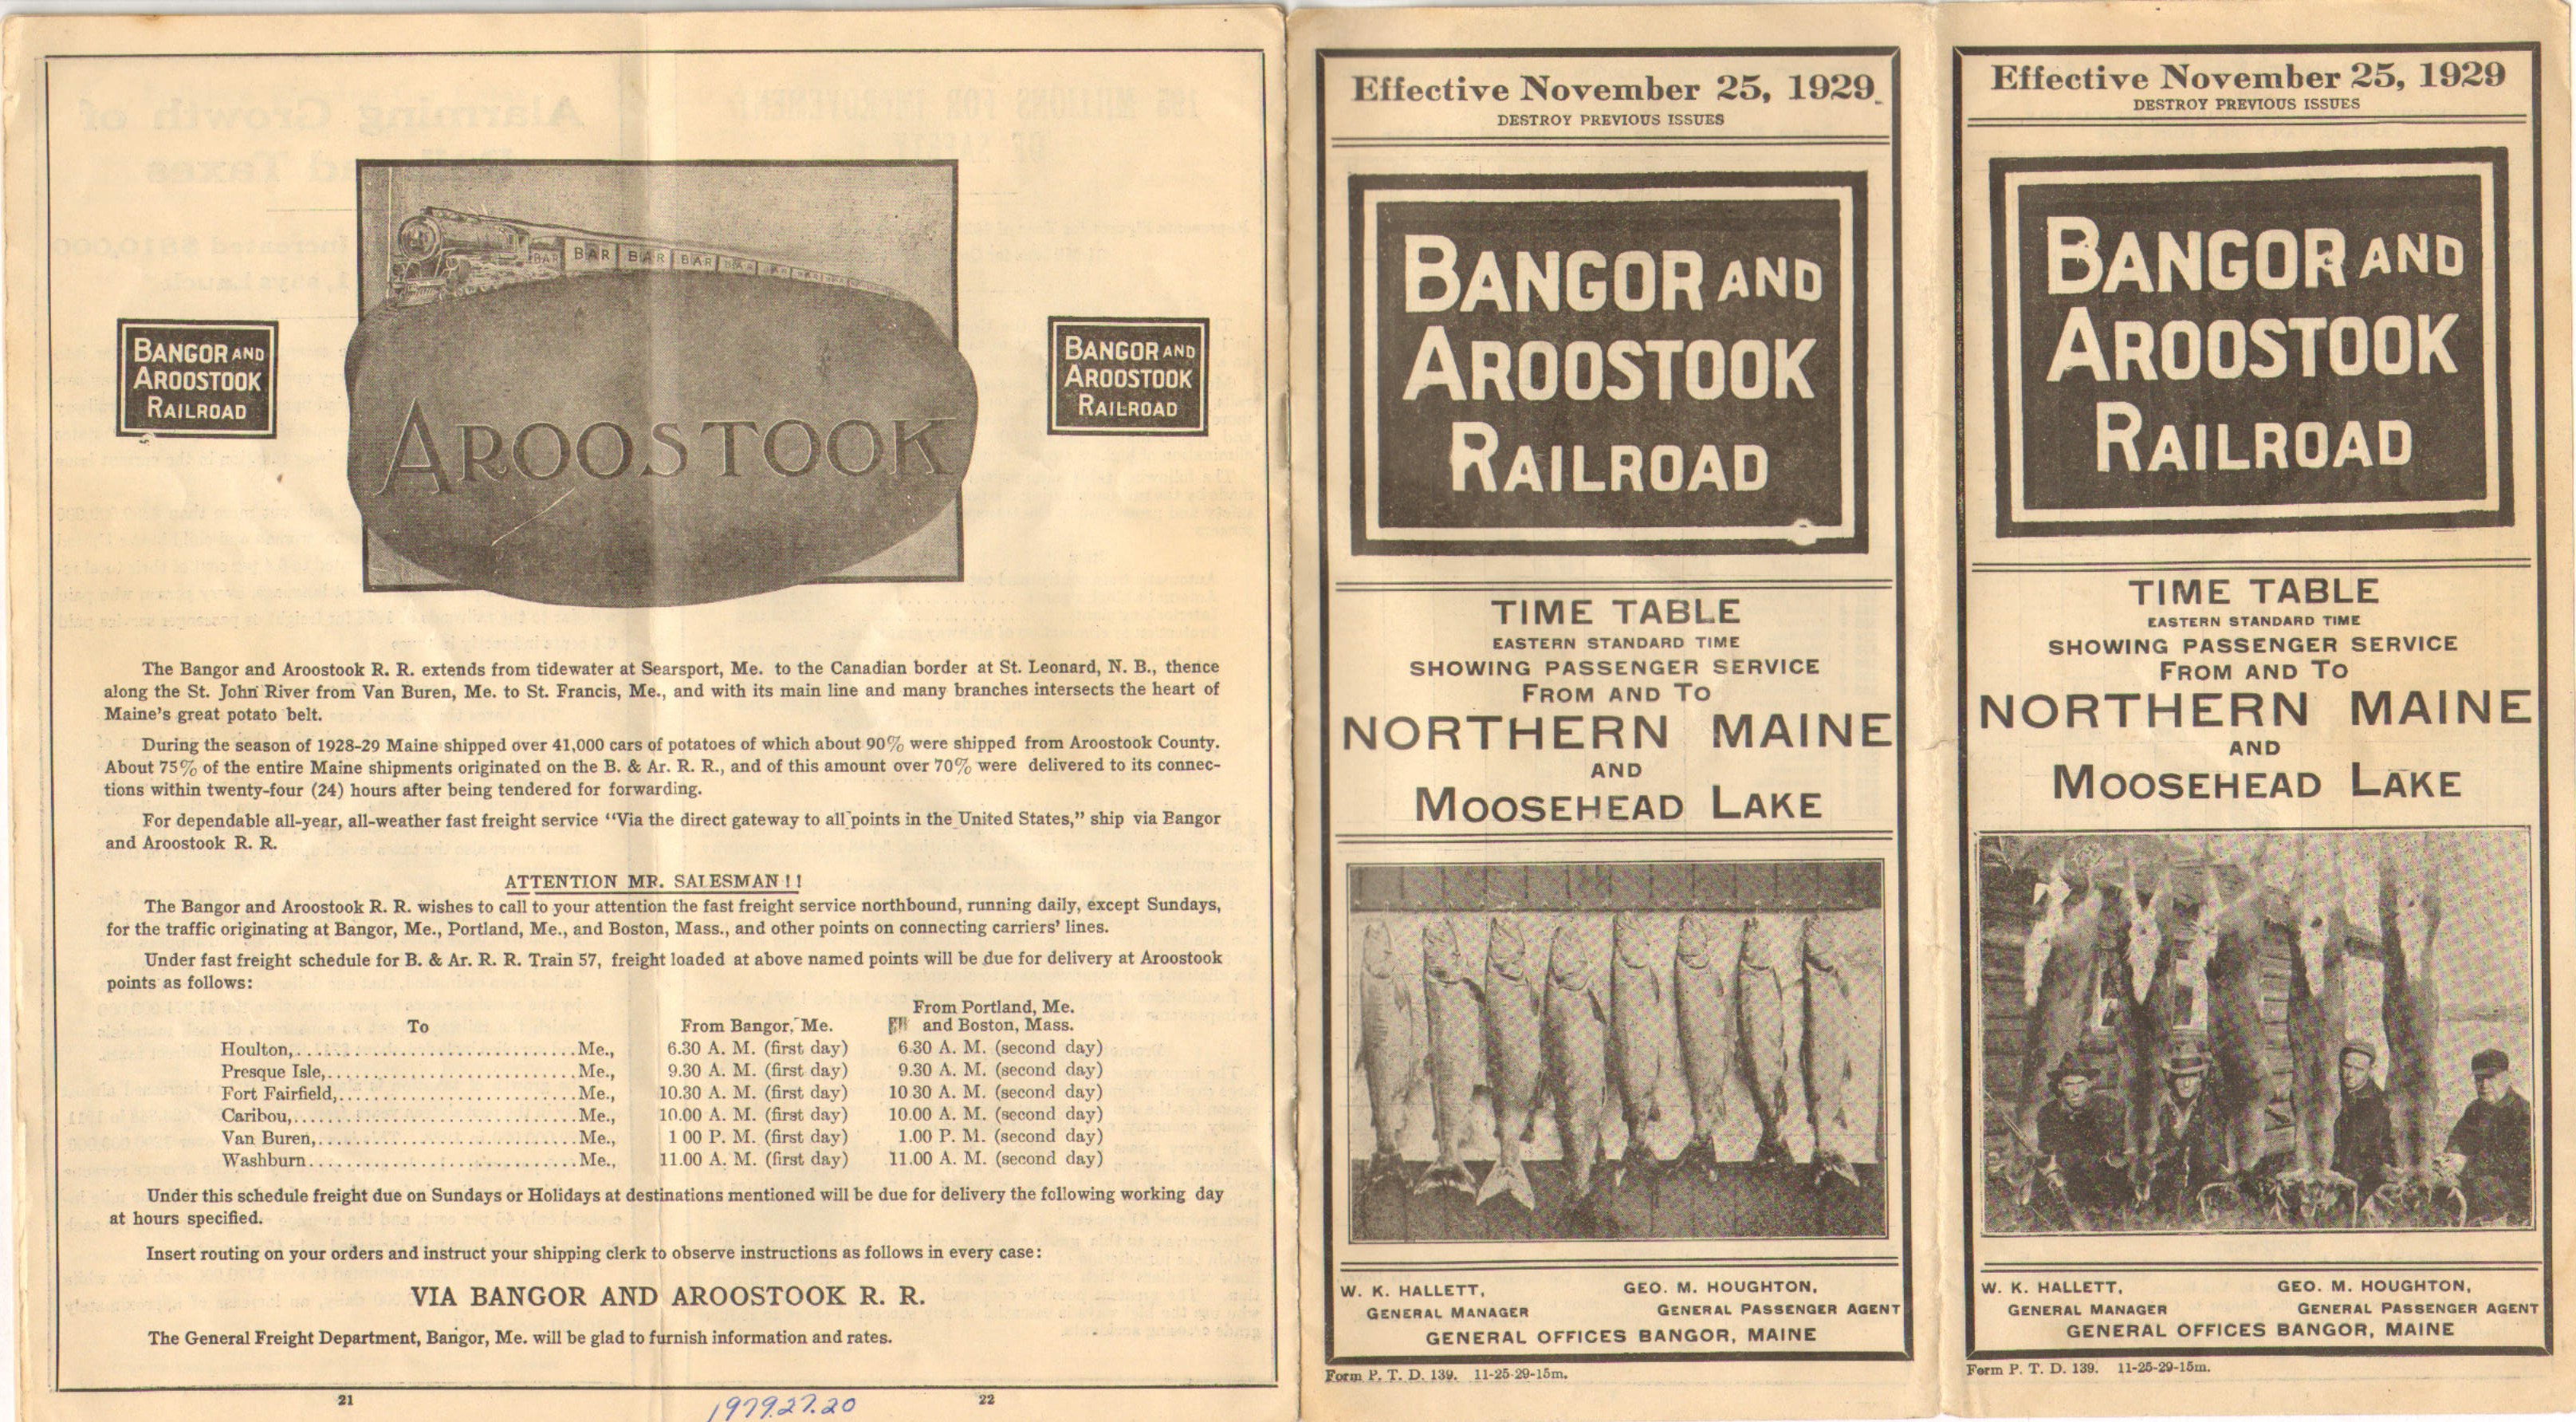 BAR BAR BAR BAR
AROOSTOOK
BANGOR AND
AROOSTOOK
RAILROAD
BANGOR AND
AROOSTOOK
RAILROAD
The Bangor and Aroostook R. R. extends from tidewater at Searsport, Me. to the Canadian border at St. Leonard, N. B., thence
along the St. John River from Van Buren, Me. to St. Francis, Me., and with its main line and many branches intersects the heart of
Maine's great potato belt.
During the season of 1928-29 Maine shipped over 41,000 cars of potatoes of which about 90% were shipped from Aroostook County.
About 75% of the entire Maine shipments originated on the B. & Ar. R. R., and of this amount over 70% were delivered to its connec-
tions within twenty-four (24) hours after being tendered for forwarding.
For dependable all-year, all-weather fast freight service "Via the direct gateway to all points in the United States," ship via Bangor
and Aroostook R. R.
ATTENTION MR. SALESMAN!!
The Bangor and Aroostook R. R. wishes to call to your attention the fast freight service northbound, running daily, except Sundays,
for the traffic originating at Bangor, Me., Portland, Me., and Boston, Mass., and other points on connecting carriers' lines.
Under fast freight schedule for B. & Ar. R. R. Train 57, freight loaded at above named points will be due for delivery at Aroostook
points as follows:
From Portland, Me.
To From Bangor, Me. and Boston, Mass.
Houlton,..............................Me., 6.30 A. M. (first day) 6.30 A. M. (second day)
Presque Isle,..........................Me., 9.30 A. M. (first day) 9.30 A. M. (second day)
Fort Fairfield,.........................Me., 10.30 A. M. (first day) 10 30 A. M. (second day)
Caribou,..............................Me., 10.00 A. M. (first day) 10.00 A. M. (second day)
Van Buren,...........................Me., 1 00 P. M. (first day) 1.00 P. M. (second day)
Washburn............................Me., 11.00 A. M. (first day) 11.00 A. M. (second day)
Under this schedule freight due on Sundays or Holidays at destinations mentioned will be due for delivery the following working day
at hours specified.
Insert routing on your orders and instruct your shipping clerk to observe instructions as follows in every case:
VIA BANGOR AND AROOSTOOK R. R.
The General Freight Department, Bangor, Me. will be glad to furnish information and rates.
21 22
1979.27.20
Effective November 25, 1929
DESTROY PREVIOUS ISSUES
BANGOR AND
AROOSTOOK
RAILROAD
TIME TABLE
EASTERN STANDARD TIME
SHOWING PASSENGER SERVICE
FROM AND TO
NORTHERN MAINE
AND
MOOSEHEAD LAKE
W. K. HALLETT, GEO. M. HOUGHTON,
GENERAL MANAGER GENERAL PASSENGER AGENT
GENERAL OFFICES BANGOR, MAINE
Form P. T. D. 139. 11-25-29-15m.
Effective November 25, 1929
DESTROY PREVIOUS ISSUES
BANGOR AND
AROOSTOOK
RAILROAD
TIME TABLE
EASTERN STANDARD TIME
SHOWING PASSENGER SERVICE
FROM AND TO
NORTHERN MAINE
AND
MOOSEHEAD LAKE
W. K. HALLETT, GEO. M. HOUGHTON,
GENERAL MANAGER GENERAL PASSENGER AGENT
GENERAL OFFICES BANGOR, MAINE
Form P. T. D. 139. 11-25-29-15m.